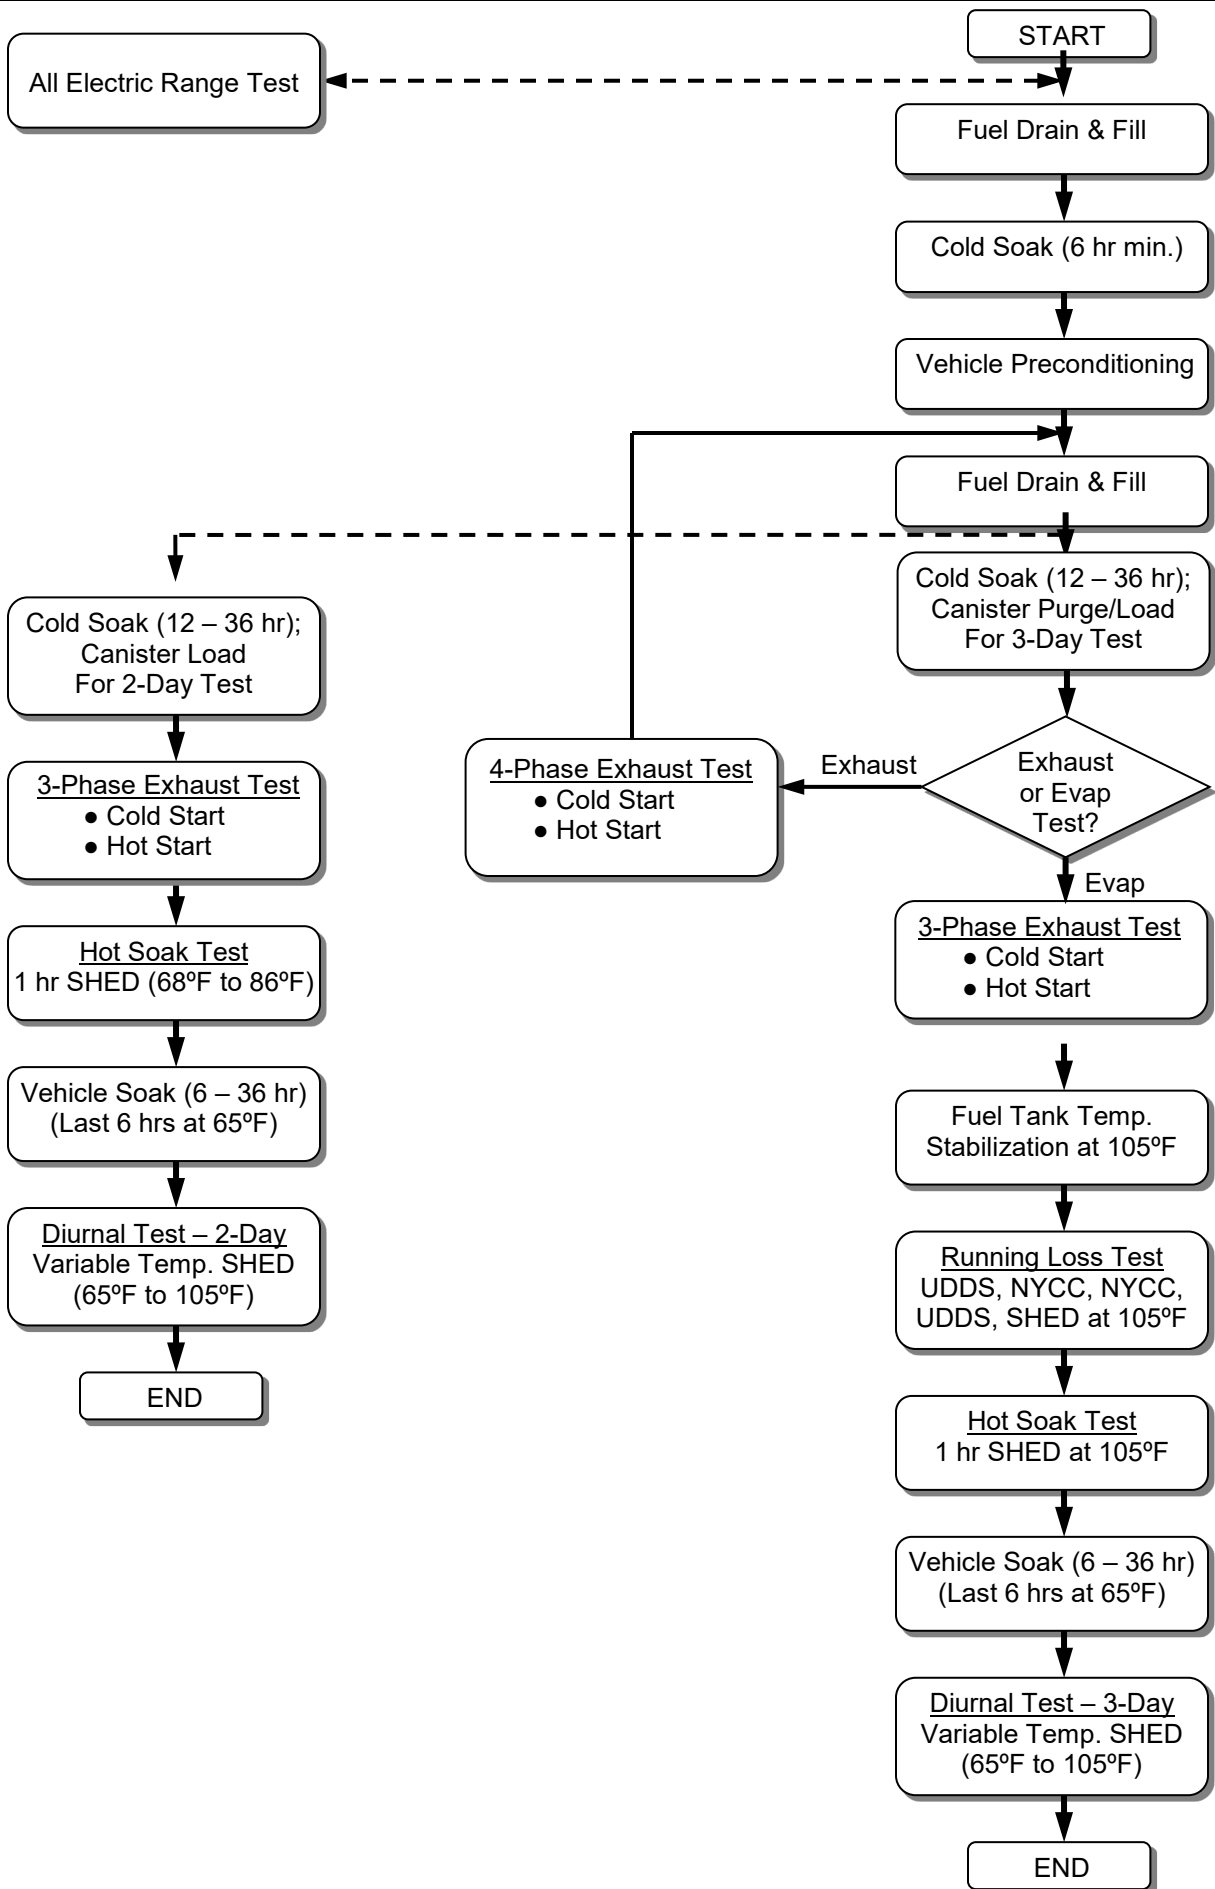 START
All Electric Range Test
Fuel Drain & Fill
Cold Soak (6 hr min.)
Vehicle Preconditioning
Fuel Drain & Fill
Cold Soak (12 – 36 hr);
Canister Purge/Load
For 3-Day Test
Cold Soak (12 – 36 hr);
Canister Load
For 2-Day Test
3-Phase Exhaust Test
● Cold Start
● Hot Start
Hot Soak Test
1 hr SHED (68ºF to 86ºF)
Vehicle Soak (6 – 36 hr)
(Last 6 hrs at 65ºF)
Diurnal Test – 2-Day
Variable Temp. SHED
(65ºF to 105ºF)
END
4-Phase Exhaust Test
● Cold Start
● Hot Start
Exhaust
Exhaust
or Evap
Test?
Evap
3-Phase Exhaust Test
● Cold Start
● Hot Start
Fuel Tank Temp.
Stabilization at 105ºF
Running Loss Test
UDDS, NYCC, NYCC,
UDDS, SHED at 105ºF
Hot Soak Test
1 hr SHED at 105ºF
Vehicle Soak (6 – 36 hr)
(Last 6 hrs at 65ºF)
Diurnal Test – 3-Day
Variable Temp. SHED
(65ºF to 105ºF)
END